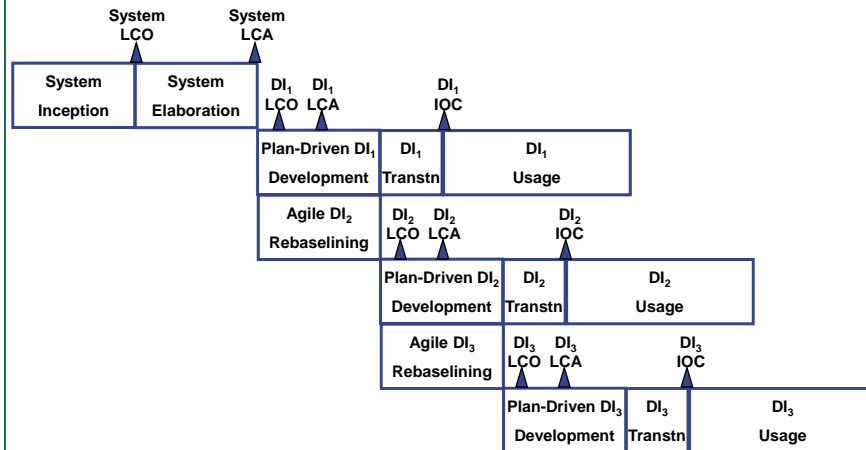 System System
LCO LCA
System System
Inception Elaboration
DI₁ DI₁ DI₁
LCO LCA IOC
Plan-Driven DI₁ DI₁ DI₁
Development Transtn Usage
Agile DI₂ DI₂ DI₂ DI₂
Rebaselining LCO LCA IOC
Plan-Driven DI₂ DI₂ DI₂
Development Transtn Usage
Agile DI₃ DI₃ DI₃ DI₃
Rebaselining LCO LCA IOC
Plan-Driven DI₃ DI₃ DI₃
Development Transtn Usage